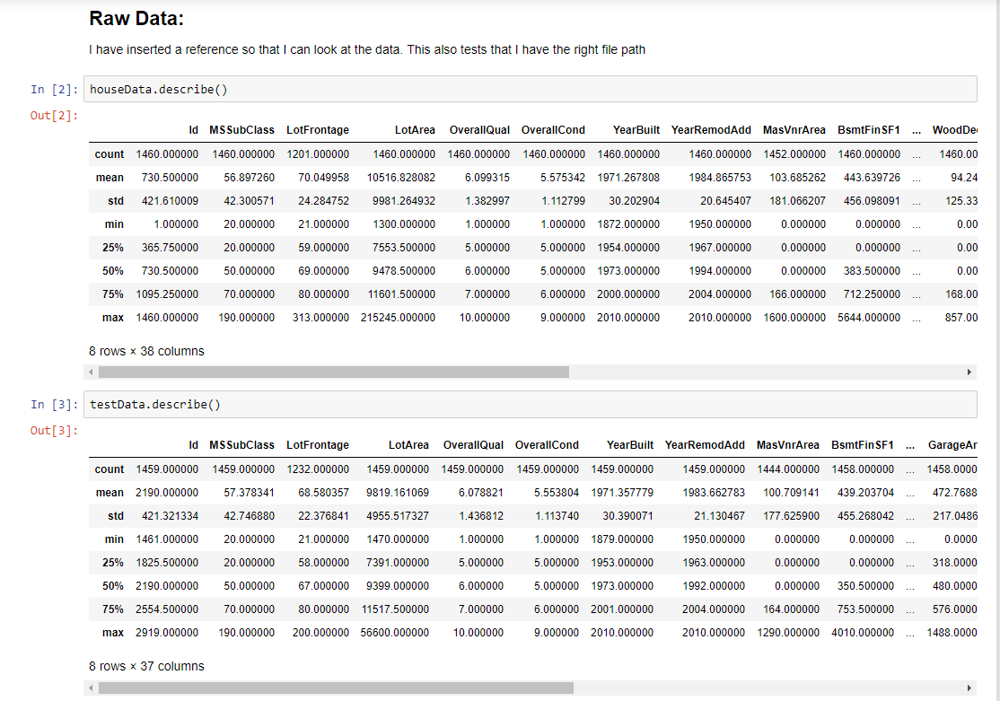 Raw Data:
I have inserted a reference so that I can look at the data. This also tests that I have the right file path
In [2]: houseData.describe()
Out[2]:
Id MSSubClass LotFrontage LotArea OverallQual OverallCond YearBuilt YearRemodAdd MasVnrArea BsmtFinSF1 ... WoodDe
count 1460.000000 1460.000000 1201.000000 1460.000000 1460.000000 1460.000000 1460.000000 1460.000000 1452.000000 1460.000000 ... 1460.00
mean 730.500000 56.897260 70.049958 10516.828082 6.099315 5.575342 1971.267808 1984.865753 103.685262 443.639726 ... 94.24
std 421.610009 42.300571 24.284752 9981.264932 1.382997 1.112799 30.202904 20.645407 181.066207 456.098091 ... 125.33
min 1.000000 20.000000 21.000000 1300.000000 1.000000 1.000000 1872.000000 1950.000000 0.000000 0.000000 ... 0.00
25% 365.750000 20.000000 59.000000 7553.500000 5.000000 5.000000 1954.000000 1967.000000 0.000000 0.000000 ... 0.00
50% 730.500000 50.000000 69.000000 9478.500000 6.000000 5.000000 1973.000000 1994.000000 0.000000 383.500000 ... 0.00
75% 1095.250000 70.000000 80.000000 11601.500000 7.000000 6.000000 2000.000000 2004.000000 166.000000 712.250000 ... 168.00
max 1460.000000 190.000000 313.000000 215245.000000 10.000000 9.000000 2010.000000 2010.000000 1600.000000 5644.000000 ... 857.00
8 rows × 38 columns
In [3]: testData.describe()
Out[3]:
Id MSSubClass LotFrontage LotArea OverallQual OverallCond YearBuilt YearRemodAdd MasVnrArea BsmtFinSF1 ... GarageAr
count 1459.000000 1459.000000 1232.000000 1459.000000 1459.000000 1459.000000 1459.000000 1459.000000 1444.000000 1458.000000 ... 1458.0000
mean 2190.000000 57.378341 68.580357 9819.161069 6.078821 5.553804 1971.357779 1983.662783 100.709141 439.203704 ... 472.7688
std 421.321334 42.746880 22.376841 4955.517327 1.436812 1.113740 30.390071 21.130467 177.625900 455.268042 ... 217.0486
min 1461.000000 20.000000 21.000000 1470.000000 1.000000 1.000000 1879.000000 1950.000000 0.000000 0.000000 ... 0.0000
25% 1825.500000 20.000000 58.000000 7391.000000 5.000000 5.000000 1953.000000 1963.000000 0.000000 0.000000 ... 318.0000
50% 2190.000000 50.000000 67.000000 9399.000000 6.000000 5.000000 1973.000000 1992.000000 0.000000 350.500000 ... 480.0000
75% 2554.500000 70.000000 80.000000 11517.500000 7.000000 6.000000 2001.000000 2004.000000 164.000000 753.500000 ... 576.0000
max 2919.000000 190.000000 200.000000 56600.000000 10.000000 9.000000 2010.000000 2010.000000 1290.000000 4010.000000 ... 1488.0000
8 rows × 37 columns